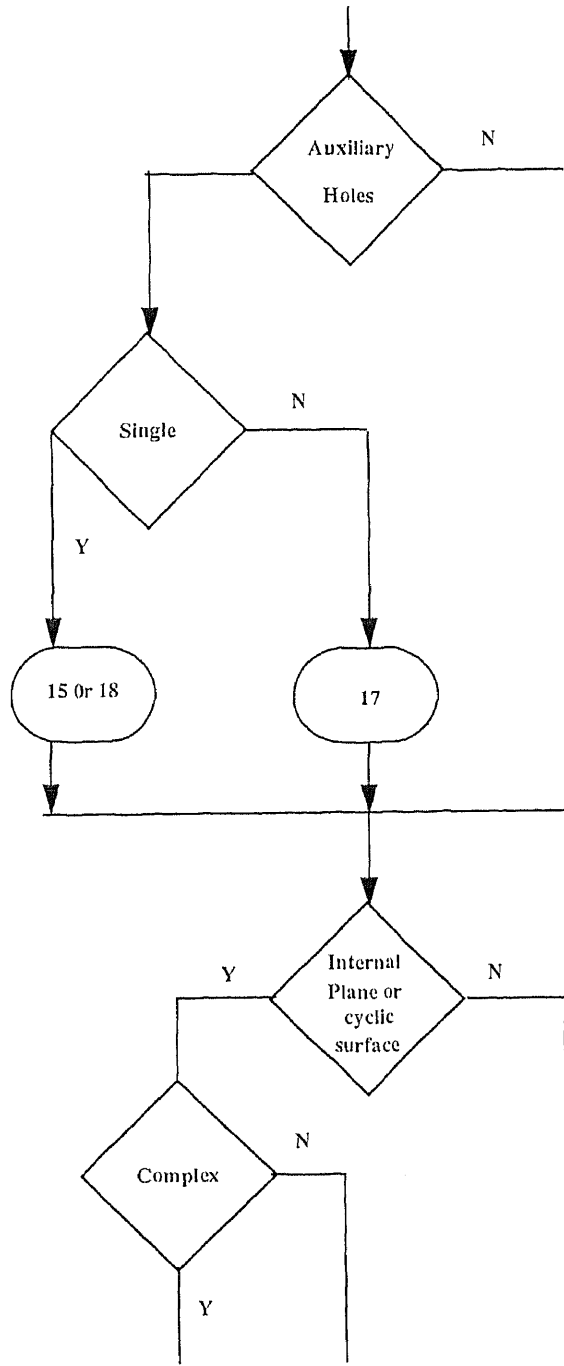 Auxiliary
Holes
N
Single
N
Y
15 0r 18
17
Internal
Plane or
cyclic
surface
Y
N
Complex
N
Y